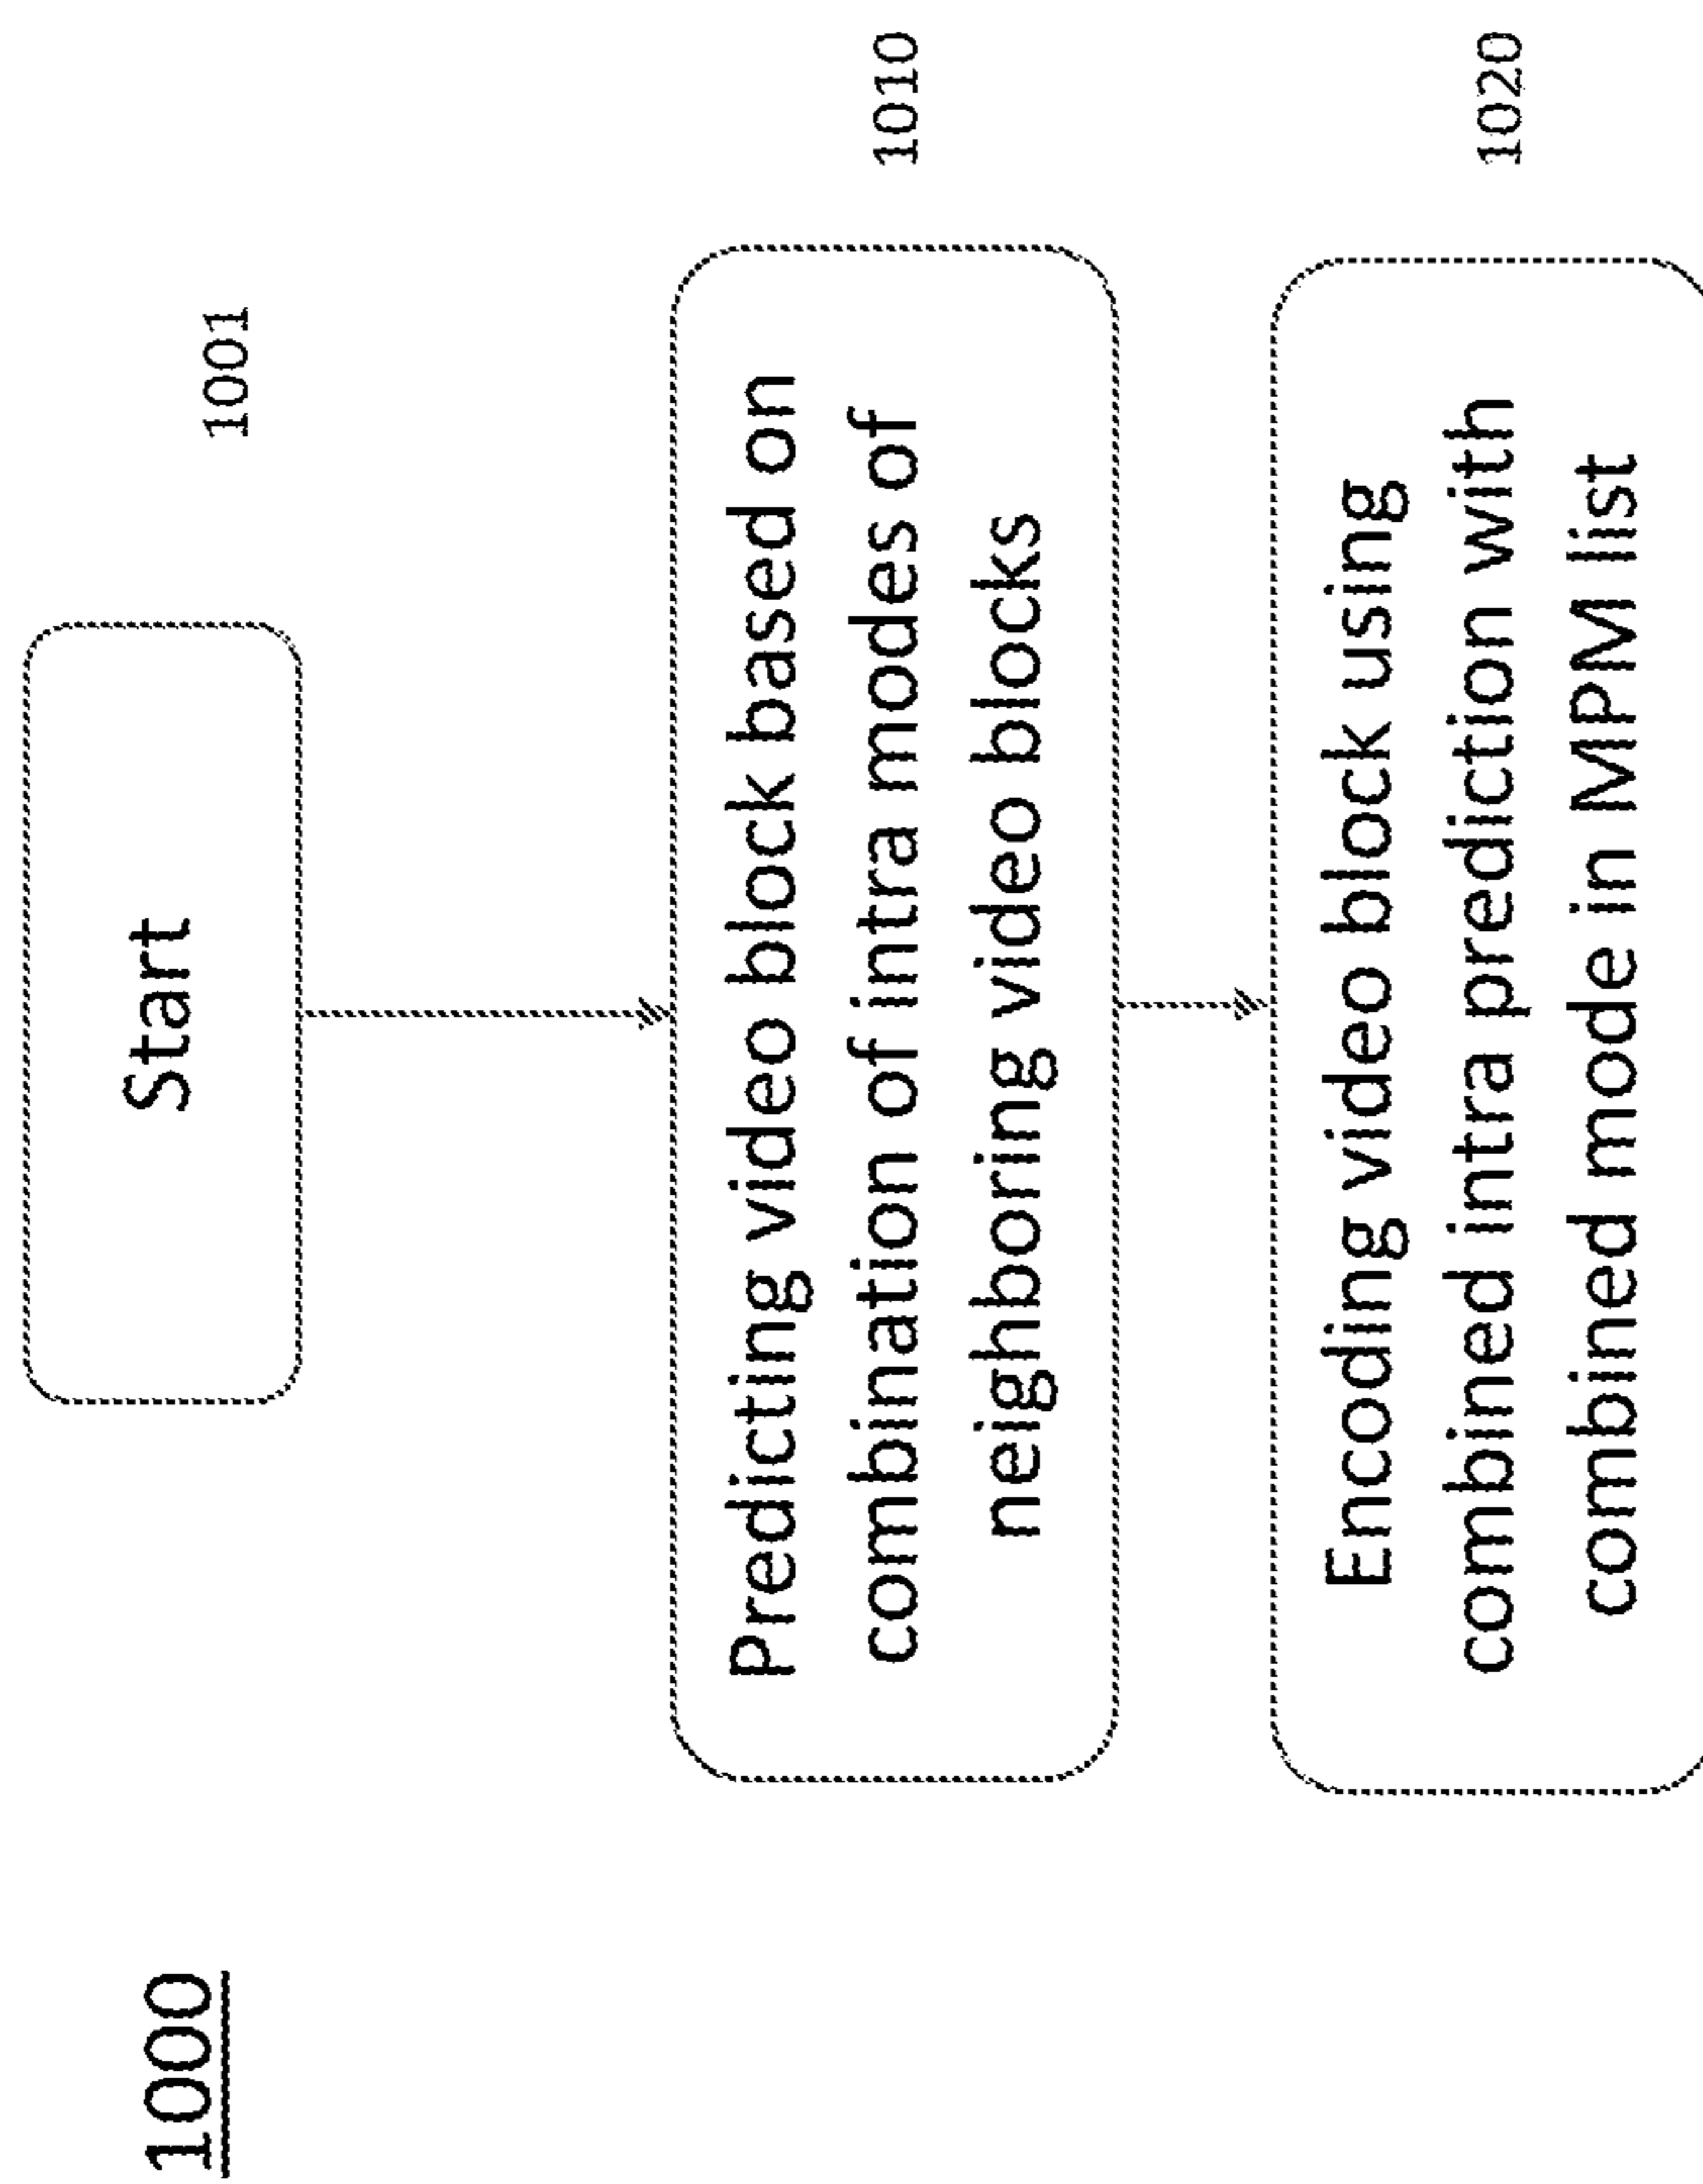 1000
Start
1001
Predicting video block based on
combination of intra modes of
neighboring video blocks
1010
Encoding video block using
combined intra prediction with
combined mode in MPM list
1020